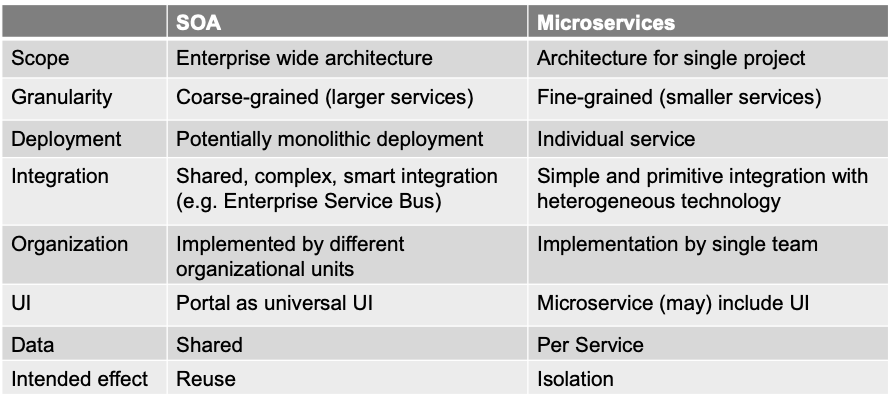 SOA Microservices
Scope Enterprise wide architecture Architecture for single project
Granularity Coarse-grained (larger services) Fine-grained (smaller services)
Deployment Potentially monolithic deployment Individual service
Integration Shared, complex, smart integration Simple and primitive integration with
(e.g. Enterprise Service Bus) heterogeneous technology
Organization Implemented by different Implementation by single team
organizational units
UI Portal as universal UI Microservice (may) include UI
Data Shared Per Service
Intended effect Reuse Isolation